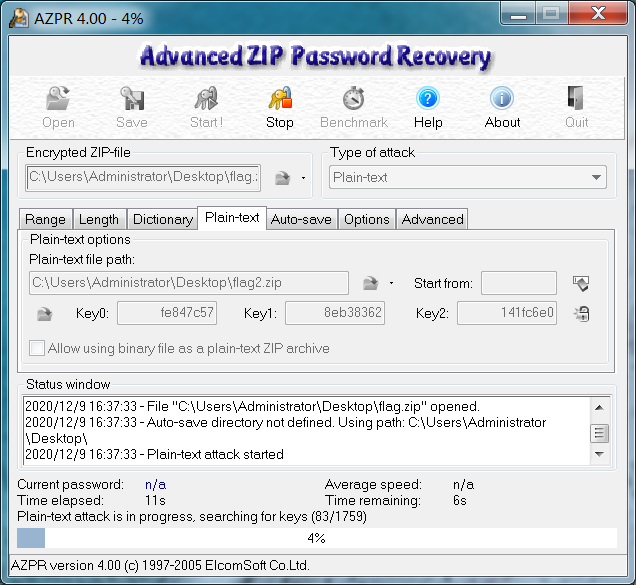 AZPR 4.00 - 4%
Advanced ZIP Password Recovery
Open Save Start! Stop Benchmark Help About Quit
Encrypted ZIP-file Type of attack
C:\Users\Administrator\Desktop\flag.z Plain-text
Range Length Dictionary Plain-text Auto-save Options Advanced
Plain-text options
Plain-text file path:
C:\Users\Administrator\Desktop\flag2.zip Start from:
Key0: fe847c57 Key1: 8eb38362 Key2: 141fc6e0
Allow using binary file as a plain-text ZIP archive
Status window
2020/12/9 16:37:33 - File "C:\Users\Administrator\Desktop\flag.zip" opened.
2020/12/9 16:37:33 - Auto-save directory not defined. Using path: C:\Users\Administrator
\Desktop\
2020/12/9 16:37:33 - Plain-text attack started
Current password: n/a Average speed: n/a
Time elapsed: 11s Time remaining: 6s
Plain-text attack is in progress, searching for keys (83/1759)
4%
AZPR version 4.00 (c) 1997-2005 ElcomSoft Co.Ltd.